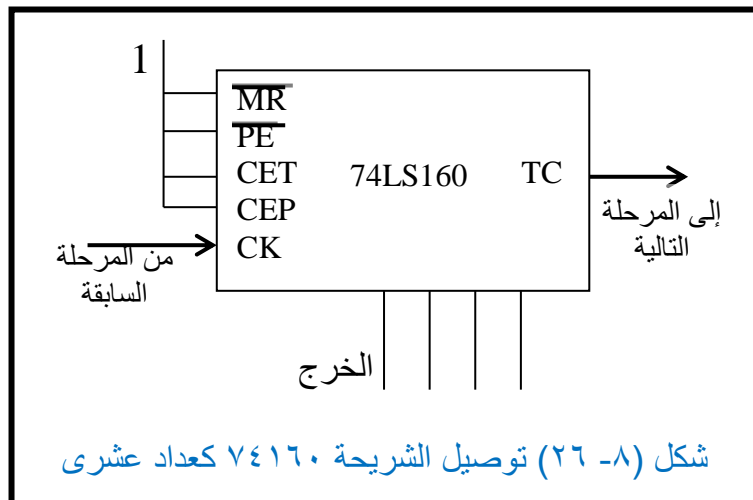 1
MR
PE
CET
CEP
CK
74LS160
TC
من المرحلة
السابقة
إلى المرحلة
التالية
الخرج
شكل (٨- ٢٦) توصيل الشريحة ٧٤١٦٠ كعداد عشرى